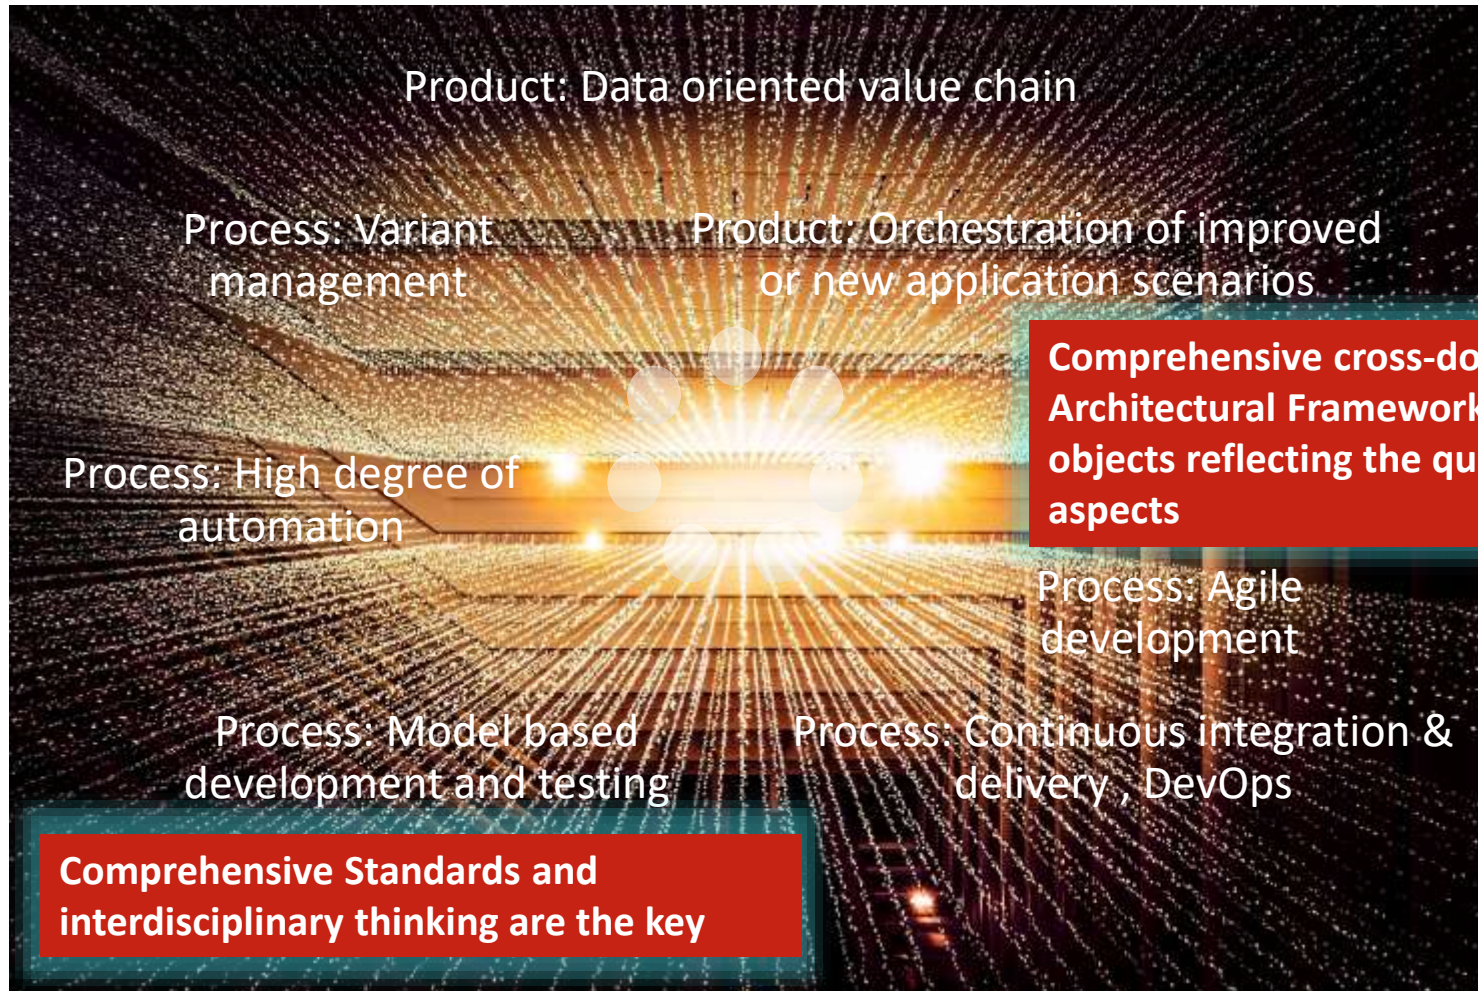 Product: Data oriented value chain
Process: Variant
management
Product: Orchestration of improved
or new application scenarios
Comprehensive cross-do
Architectural Framework
objects reflecting the qu
aspects
Process: High degree of
automation
Process: Agile
development
Process: Model based
development and testing
Process: Continuous integration &
delivery , DevOps
Comprehensive Standards and
interdisciplinary thinking are the key